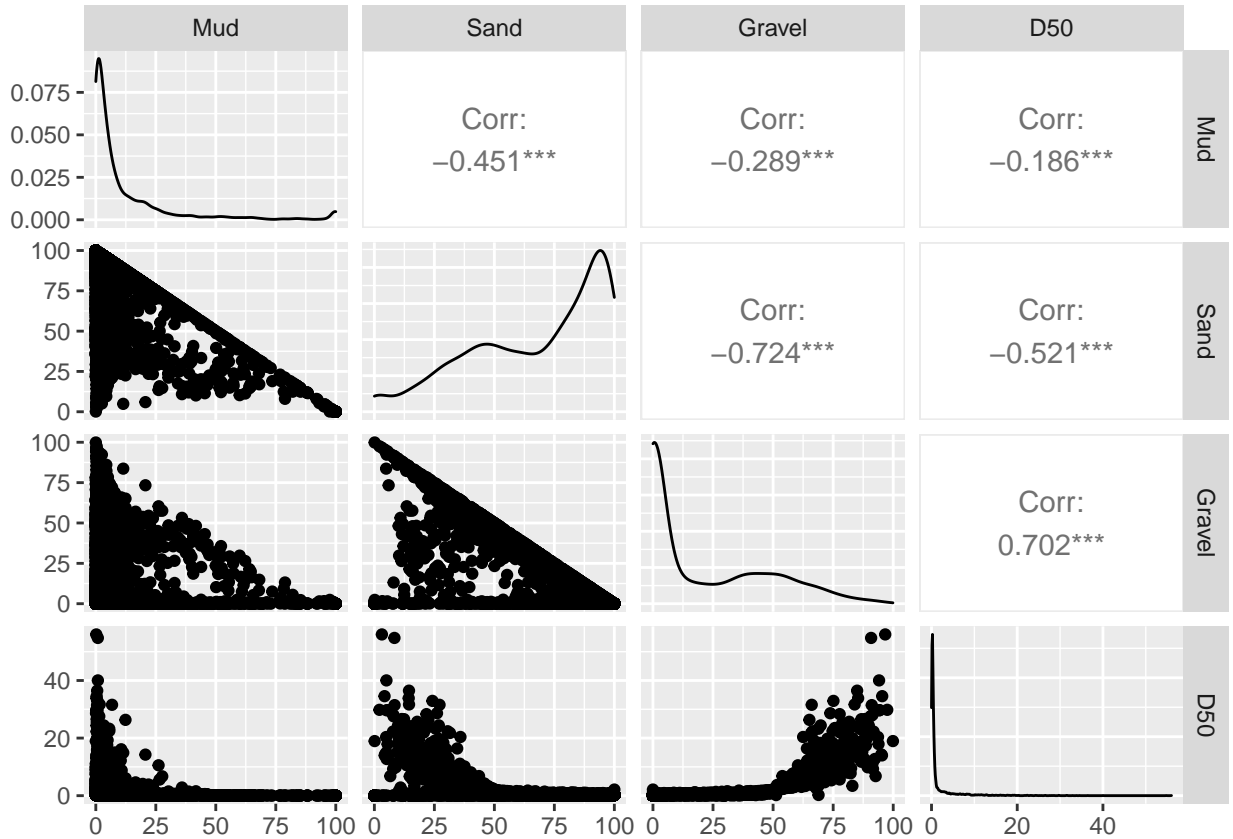 Mud Sand Gravel D50
0.075
0.050
0.025
0.000
Corr:
−0.451***
Corr:
−0.289***
Corr:
−0.186***
Mud
100
75
50
25
0
Corr:
−0.724***
Corr:
−0.521***
Sand
100
75
50
25
0
Corr:
0.702***
Gravel
40
20
0
D50
0 25 50 75 100 0 25 50 75 100 0 25 50 75 100 0 20 40